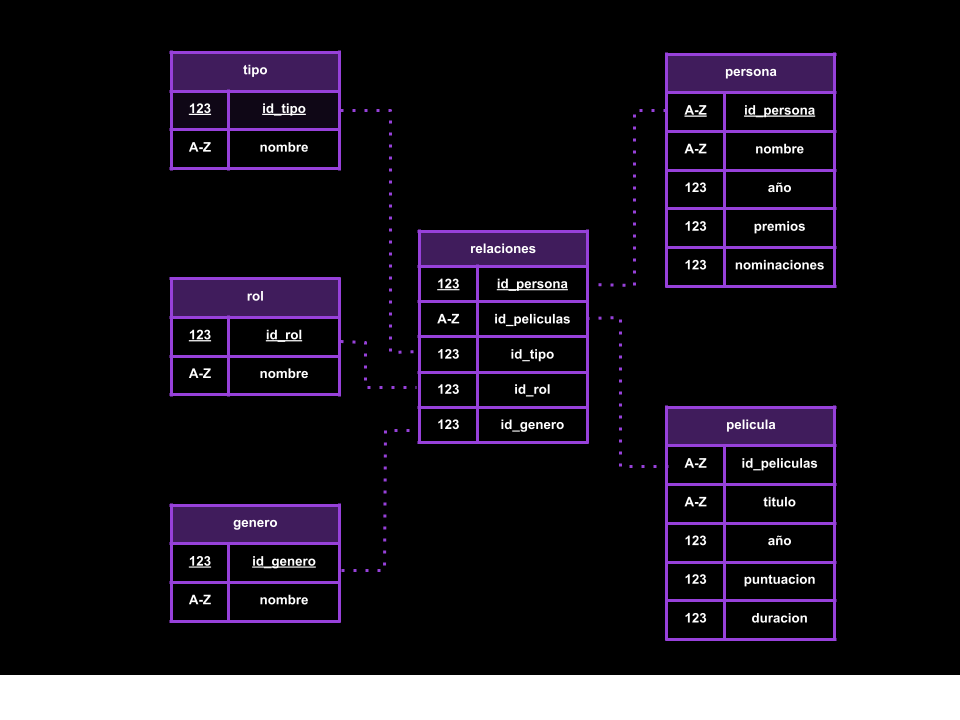 tipo
123 id_tipo
A-Z nombre
persona
A-Z id_persona
A-Z nombre
123 año
123 premios
123 nominaciones
relaciones
123 id_persona
A-Z id_peliculas
123 id_tipo
123 id_rol
123 id_genero
rol
123 id_rol
A-Z nombre
pelicula
A-Z id_peliculas
A-Z titulo
123 año
123 puntuacion
123 duracion
genero
123 id_genero
A-Z nombre